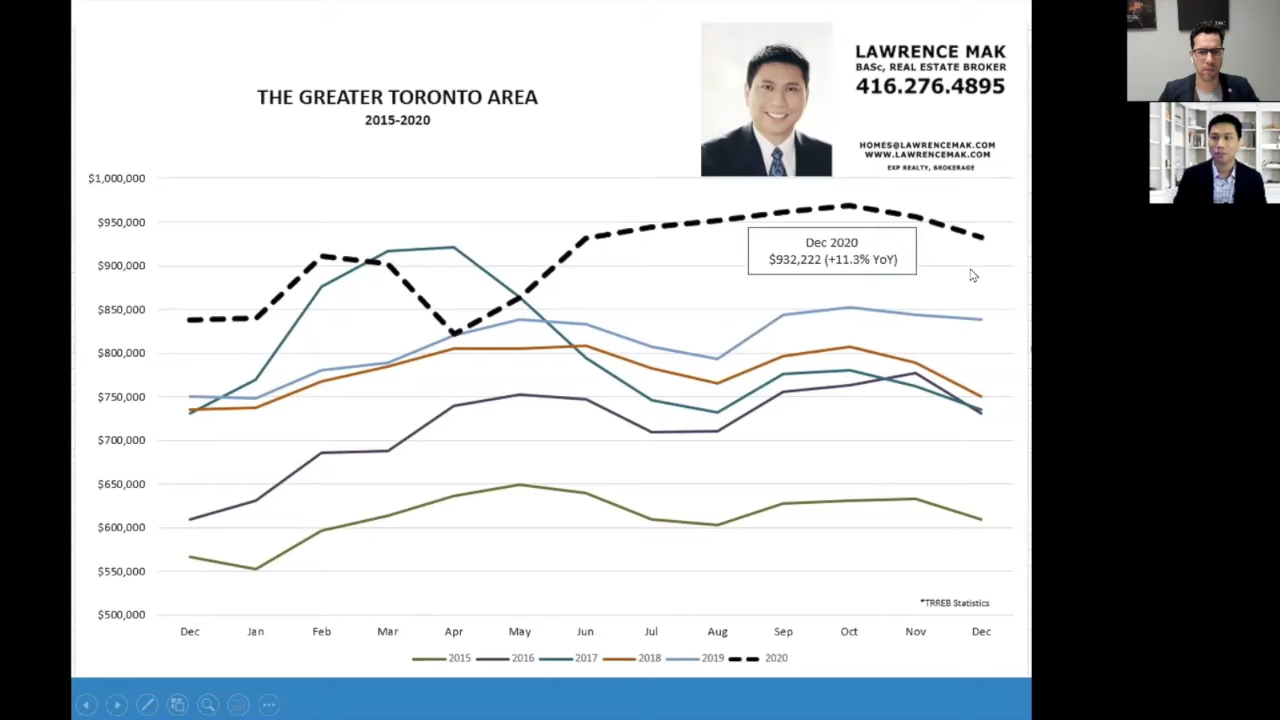 THE GREATER TORONTO AREA
2015-2020
LAWRENCE MAK
BASc, REAL ESTATE BROKER
416.276.4895
HOMES@LAWRENCEMAK.COM
WWW.LAWRENCEMAK.COM
EXP REALTY, BROKERAGE
$1,000,000
$950,000
$900,000
$850,000
$800,000
$750,000
$700,000
$650,000
$600,000
$550,000
$500,000
Dec 2020
$932,222 (+11.3% YoY)
*TRREB Statistics
Dec Jan Feb Mar Apr May Jun Jul Aug Sep Oct Nov Dec
2015 2016 2017 2018 2019 2020